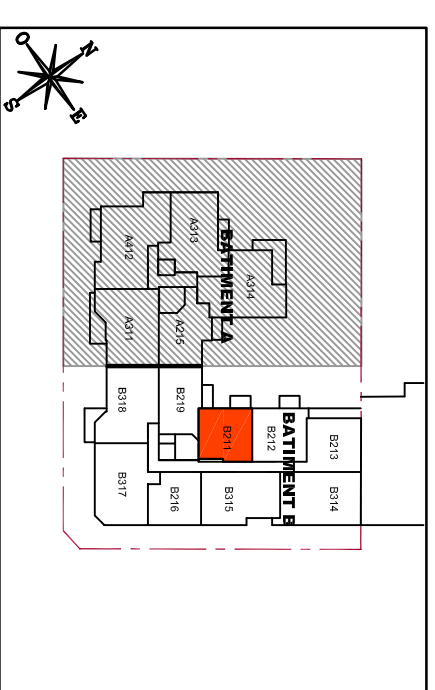 O
N
S
E
BATIMENT A
A412
A313
A314
A311
A215
BATIMENT B
B318
B219
B211
B212
B213
B317
B216
B315
B314